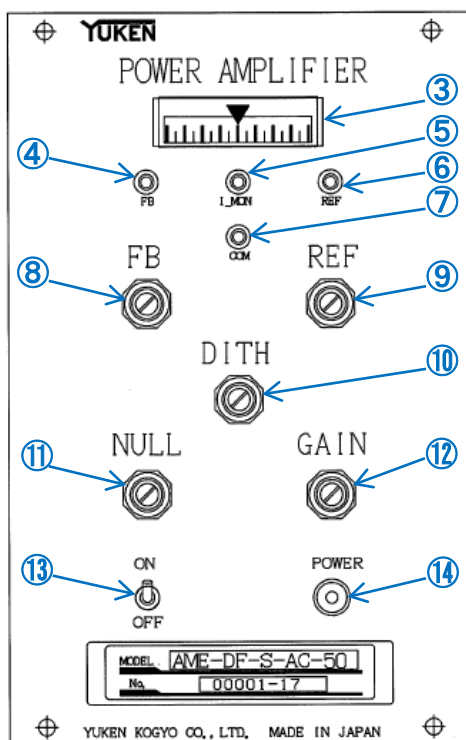 YUKEN
POWER AMPLIFIER
③
④
⑤
⑥
FB
I_MON
REF
⑦
COM
⑧
FB
REF
⑨
DITH
⑩
⑪
NULL
GAIN
⑫
ON
POWER
⑬
⑭
OFF
MODEL. AME-DF-S-AC-50
No. 00001-17
YUKEN KOGYO CO., LTD. MADE IN JAPAN